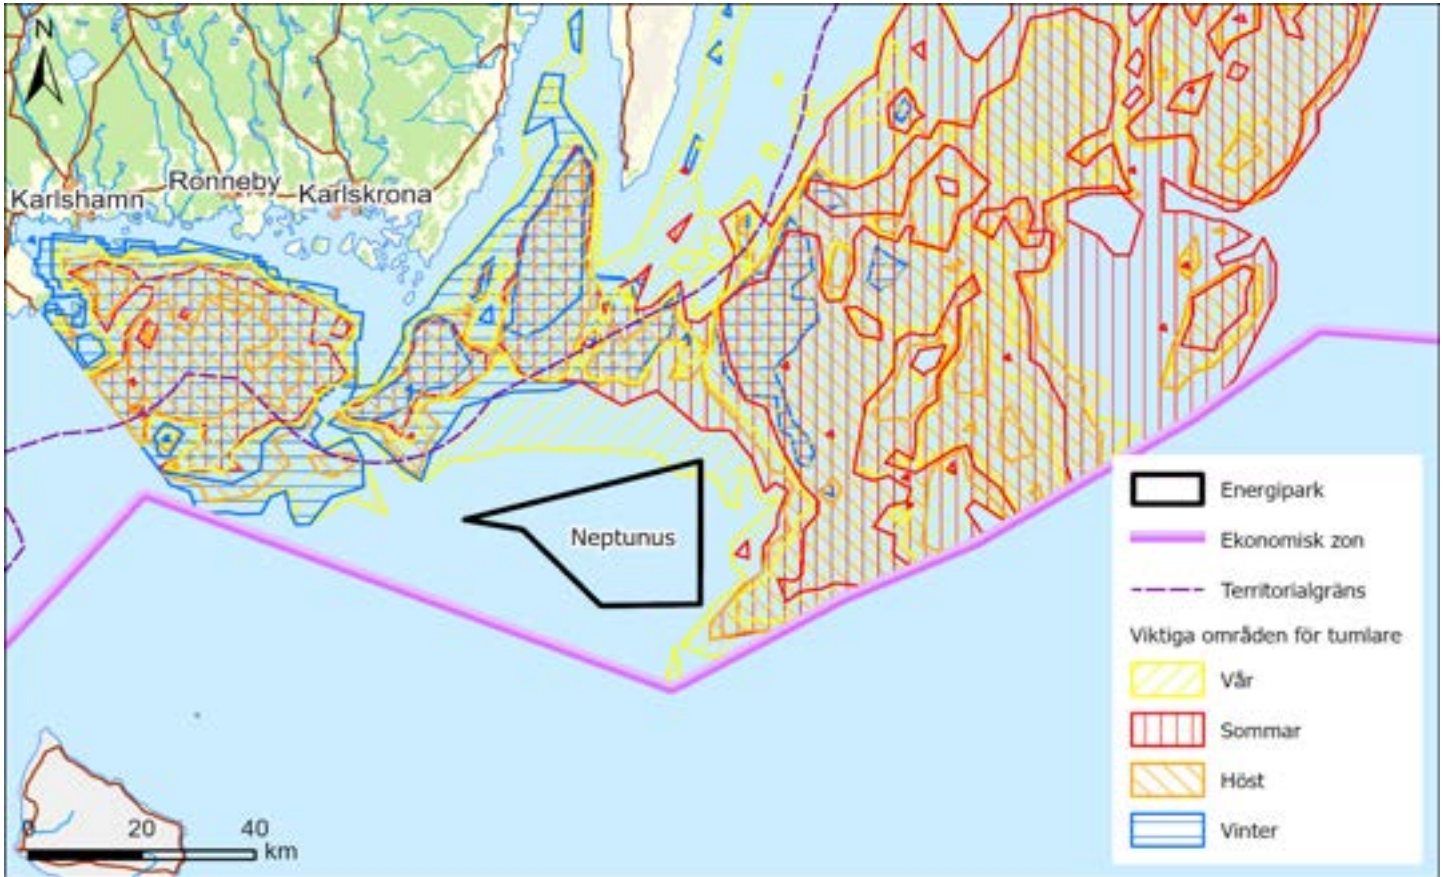 N
Karlshamn
Ronneby
Karlskrona
Neptunus
Energipark
Ekonomisk zon
Territorialgräns
Viktiga områden för tumlare
Vår
Sommar
Höst
Vinter
0 20 40
km